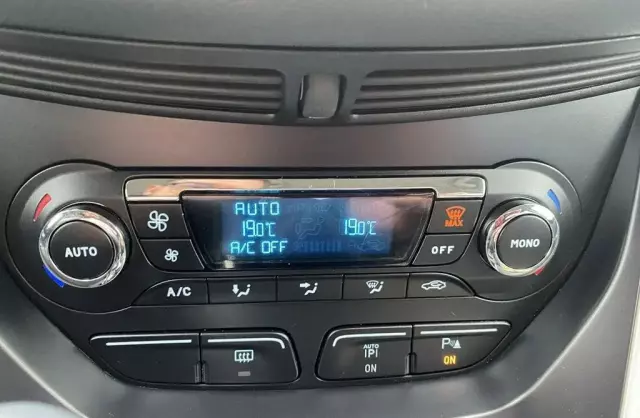 AUTO
19.0°C 19.0°C
A/C OFF
MAX
AUTO
MONO
OFF
A/C
AUTO
(P)
ON
P
ON